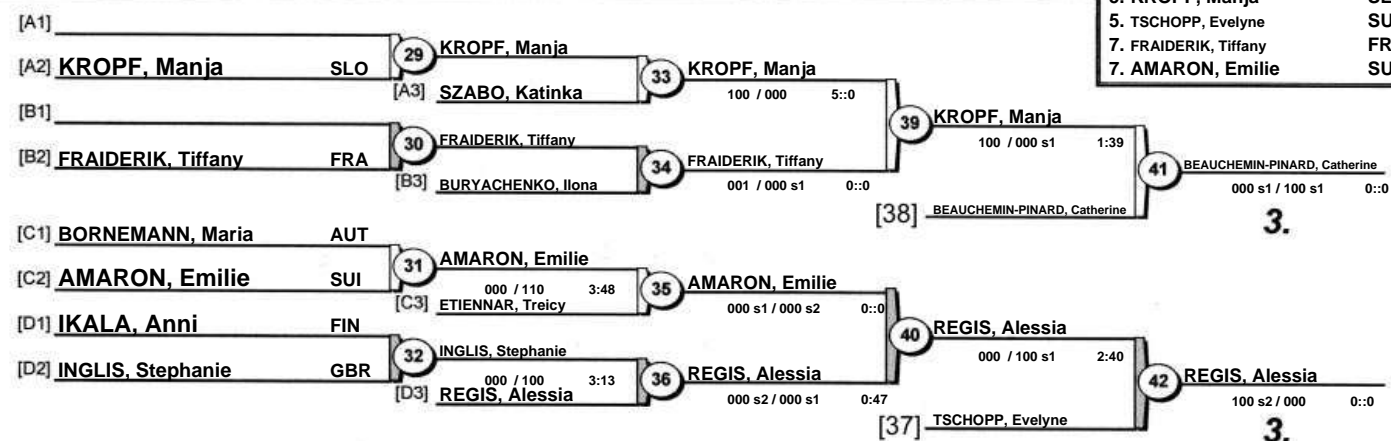 3. KROPF, Manja
5. TSCHOPP, Evelyne SU
7. FRAIDERIK, Tiffany FR
7. AMARON, Emilie SU
[A1]
[A2] KROPF, Manja SLO
29 KROPF, Manja
[A3] SZABO, Katinka
33 KROPF, Manja
100 / 000 5::0
[B1]
[B2] FRAIDERIK, Tiffany FRA
30 FRAIDERIK, Tiffany
[B3] BURYACHENKO, Ilona
34 FRAIDERIK, Tiffany
001 / 000 s1 0::0
39 KROPF, Manja
100 / 000 s1 1:39
[38] BEAUCHEMIN-PINARD, Catherine
41 BEAUCHEMIN-PINARD, Catherine
000 s1 / 100 s1 0::0
3.
[C1] BORNEMANN, Maria AUT
[C2] AMARON, Emilie SUI
31 AMARON, Emilie
000 / 110 3:48
[C3] ETIENNAR, Treicy
35 AMARON, Emilie
000 s1 / 000 s2 0::0
[D1] IKALA, Anni FIN
[D2] INGLIS, Stephanie GBR
32 INGLIS, Stephanie
000 / 100 3:13
[D3] REGIS, Alessia
36 REGIS, Alessia
000 s2 / 000 s1 0:47
40 REGIS, Alessia
000 / 100 s1 2:40
[37] TSCHOPP, Evelyne
42 REGIS, Alessia
100 s2 / 000 0::0
3.